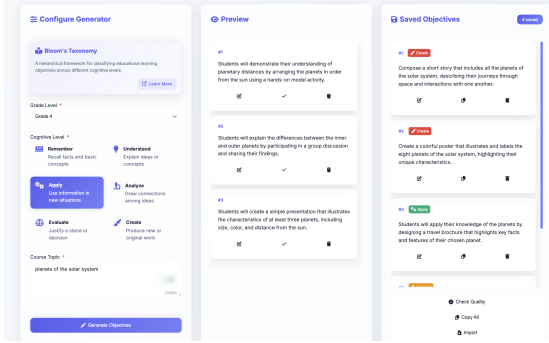 Configure Generator
Bloom's Taxonomy
A hierarchical framework for classifying educational learning
objectives across different cognitive levels.
Learn More
Grade Level *
Grade 4
Cognitive Level *
Remember
Recall facts and basic
concepts
Understand
Explain ideas or
concepts
Apply
Use information in
new situations
Analyze
Draw connections
among ideas
Evaluate
Justify a stand or
decision
Create
Produce new or
original work
Course Topic *
planets of the solar system
Generate Objectives
Preview
#1
Students will demonstrate their understanding of
planetary distances by arranging the planets in order
from the sun using a hands-on model activity.
#2
Students will explain the differences between the inner
and outer planets by participating in a group discussion
and sharing their findings.
#3
Students will create a simple presentation that illustrates
the characteristics of at least three planets, including
size, color, and distance from the sun.
Saved Objectives
4 saved
#1 Create
Compose a short story that includes all the planets of
the solar system, describing their journeys through
space and interactions with one another.
#2 Create
Create a colorful poster that illustrates and labels the
eight planets of the solar system, highlighting their
unique characteristics.
#3 Apply
Students will apply their knowledge of the planets by
designing a travel brochure that highlights key facts
and features of their chosen planet.
Check Quality
Copy All
Import